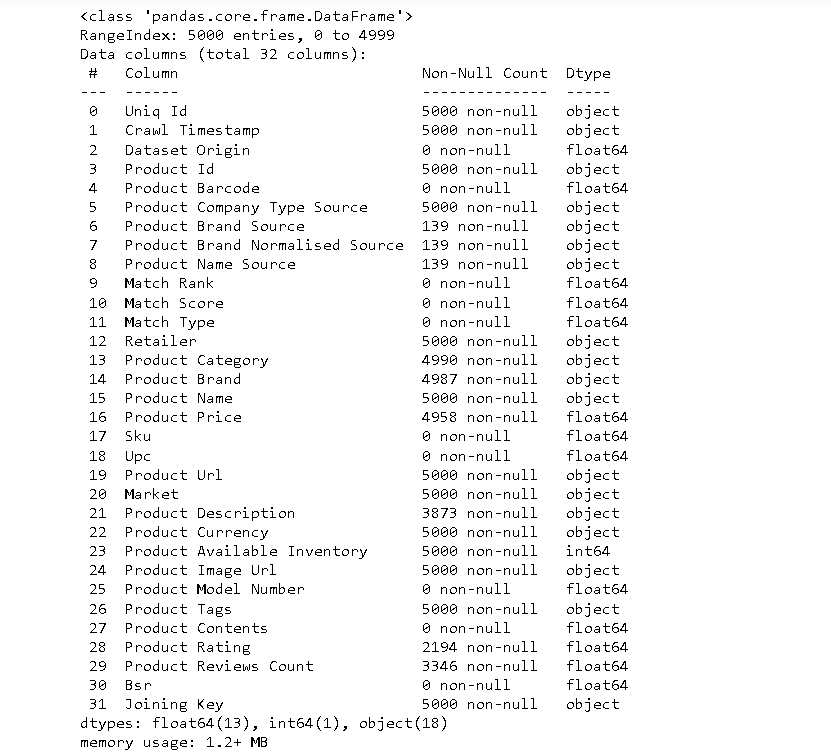 <class 'pandas.core.frame.DataFrame'>
RangeIndex: 5000 entries, 0 to 4999
Data columns (total 32 columns):
 #   Column                           Non-Null Count  Dtype
---  ------                           --------------  -----
 0   Uniq Id                          5000 non-null   object
 1   Crawl Timestamp                  5000 non-null   object
 2   Dataset Origin                   0 non-null      float64
 3   Product Id                       5000 non-null   object
 4   Product Barcode                  0 non-null      float64
 5   Product Company Type Source      5000 non-null   object
 6   Product Brand Source             139 non-null    object
 7   Product Brand Normalised Source  139 non-null    object
 8   Product Name Source              139 non-null    object
 9   Match Rank                       0 non-null      float64
 10  Match Score                      0 non-null      float64
 11  Match Type                       0 non-null      float64
 12  Retailer                         5000 non-null   object
 13  Product Category                 4990 non-null   object
 14  Product Brand                    4987 non-null   object
 15  Product Name                     5000 non-null   object
 16  Product Price                    4958 non-null   float64
 17  Sku                              0 non-null      float64
 18  Upc                              0 non-null      float64
 19  Product Url                      5000 non-null   object
 20  Market                           5000 non-null   object
 21  Product Description              3873 non-null   object
 22  Product Currency                 5000 non-null   object
 23  Product Available Inventory      5000 non-null   int64
 24  Product Image Url                5000 non-null   object
 25  Product Model Number             0 non-null      float64
 26  Product Tags                     5000 non-null   object
 27  Product Contents                 0 non-null      float64
 28  Product Rating                   2194 non-null   float64
 29  Product Reviews Count            3346 non-null   float64
 30  Bsr                              0 non-null      float64
 31  Joining Key                      5000 non-null   object
dtypes: float64(13), int64(1), object(18)
memory usage: 1.2+ MB